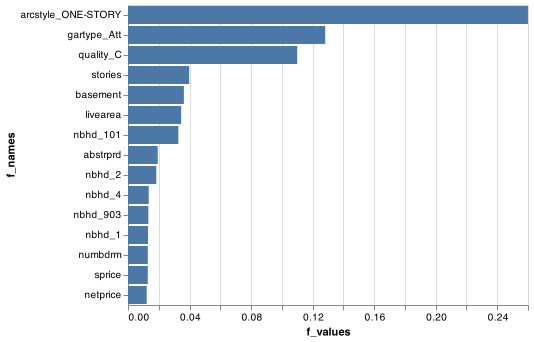 arcstyle_ONE-STORY
gartype_Att
quality_C
stories
basement
livearea
nbhd_101
abstrprd
nbhd_2
nbhd_4
nbhd_903
nbhd_1
numbdrm
sprice
netprice
f_names
0.00 0.04 0.08 0.12 0.16 0.20 0.24
f_values